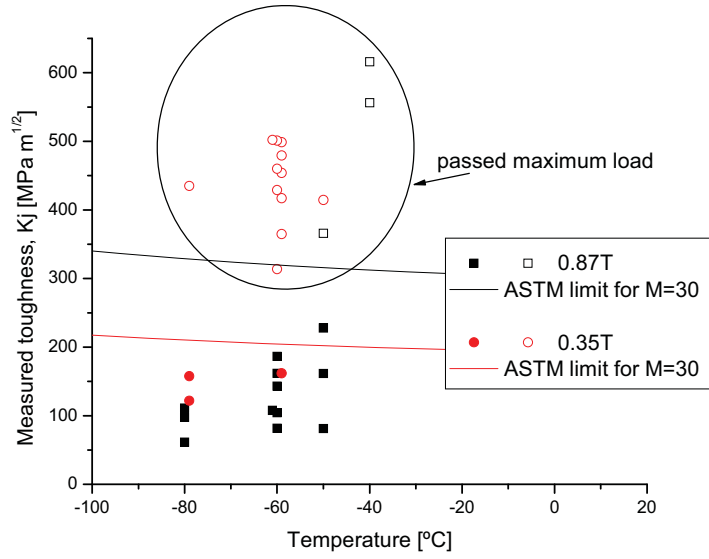 Measured toughness, Kj [MPa m^1/2]
600
500
400
300
200
100
0
passed maximum load
0.87T
ASTM limit for M=30
0.35T
ASTM limit for M=30
-100 -80 -60 -40 -20 0 20
Temperature [ºC]